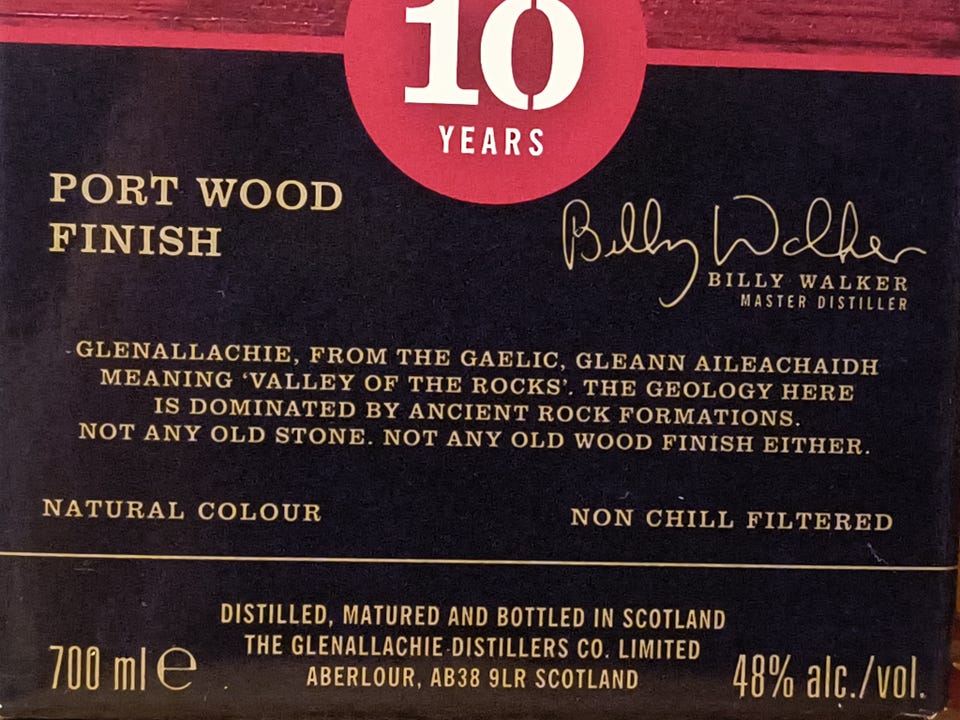 10
YEARS
PORT WOOD
FINISH
Billy Walker
BILLY WALKER
MASTER DISTILLER
GLENALLACHIE, FROM THE GAELIC, GLEANN AILEACHAIDH
MEANING ‘VALLEY OF THE ROCKS’. THE GEOLOGY HERE
IS DOMINATED BY ANCIENT ROCK FORMATIONS.
NOT ANY OLD STONE. NOT ANY OLD WOOD FINISH EITHER.
NATURAL COLOUR
NON CHILL FILTERED
DISTILLED, MATURED AND BOTTLED IN SCOTLAND
THE GLENALLACHIE DISTILLERS CO. LIMITED
ABERLOUR, AB38 9LR SCOTLAND
700 ml ℮
48% alc./vol.